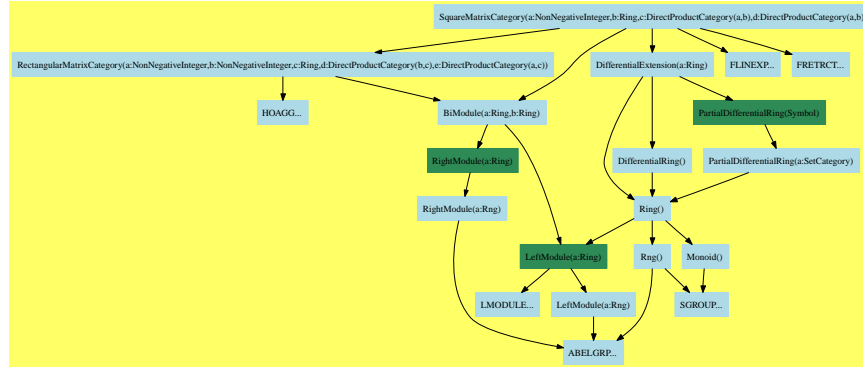 SquareMatrixCategory(a:NonNegativeInteger,b:Ring,c:DirectProductCategory(a,b),d:DirectProductCategory(a,b)
RectangularMatrixCategory(a:NonNegativeInteger,b:NonNegativeInteger,c:Ring,d:DirectProductCategory(b,c),e:DirectProductCategory(a,c))
DifferentialExtension(a:Ring)
FLINEXP...
FRETRCT...
HOAGG...
BiModule(a:Ring,b:Ring)
PartialDifferentialRing(Symbol)
RightModule(a:Ring)
DifferentialRing()
PartialDifferentialRing(a:SetCategory)
RightModule(a:Rng)
Ring()
LeftModule(a:Ring)
Rng()
Monoid()
LMODULE...
LeftModule(a:Rng)
SGROUP...
ABELGRP...